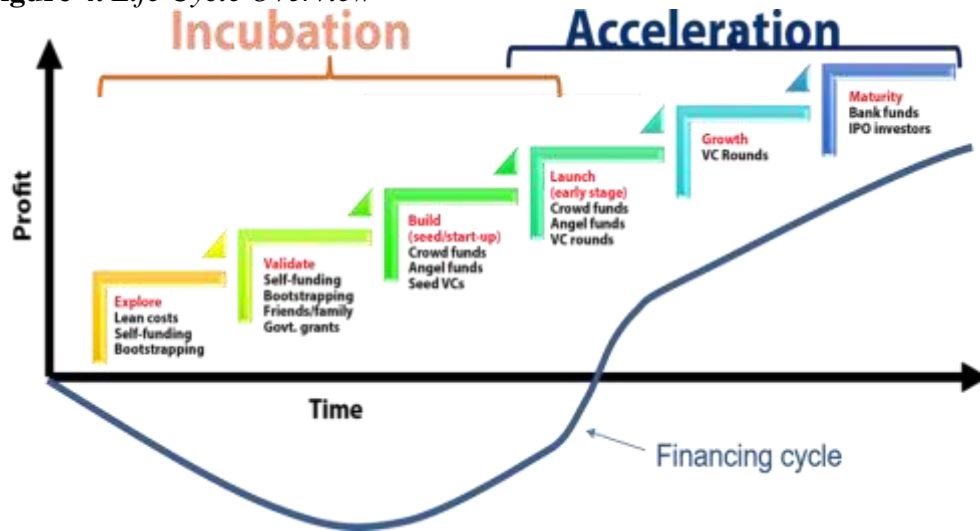 Incubation
Acceleration
Maturity
Bank funds
IPO investors
Growth
VC Rounds
Launch
(early stage)
Crowd funds
Angel funds
VC rounds
Build
(seed/start-up)
Crowd funds
Angel funds
Seed VCs
Validate
Self-funding
Bootstrapping
Friends/family
Govt. grants
Explore
Lean costs
Self-funding
Bootstrapping
Profit
Time
Financing cycle